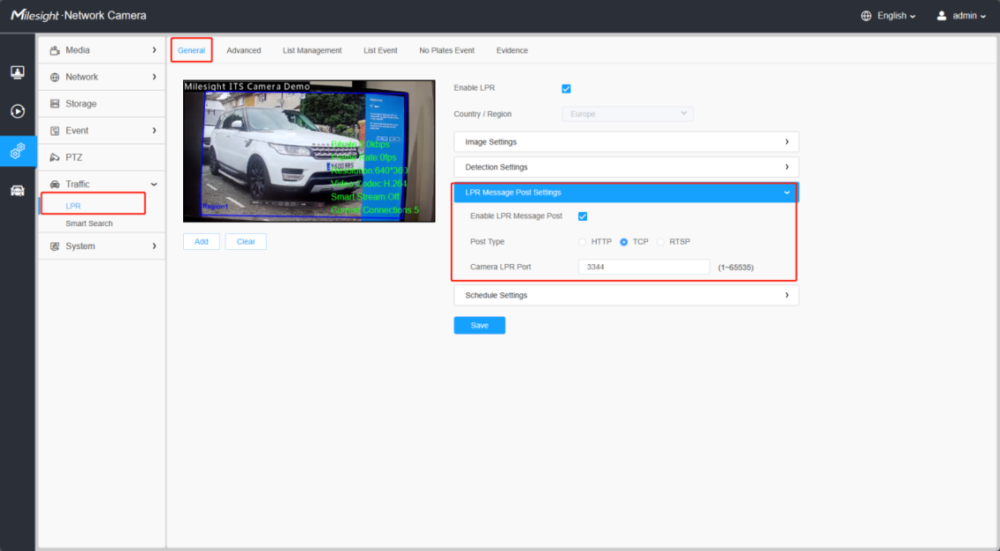 Milesight · Network Camera
English
admin
Media
Network
Storage
Event
PTZ
Traffic
LPR
Smart Search
System
General
Advanced
List Management
List Event
No Plates Event
Evidence
Milesight ITS Camera Demo
Frame Rate:0fps
Resolution:640*360
Video Codec:H.264
Smart Stream:Off
Current Connections:5
Region1
Add
Clear
Enable LPR
Country / Region
Europe
Image Settings
Detection Settings
LPR Message Post Settings
Enable LPR Message Post
Post Type
HTTP
TCP
RTSP
Camera LPR Port
3344
(1~65535)
Schedule Settings
Save